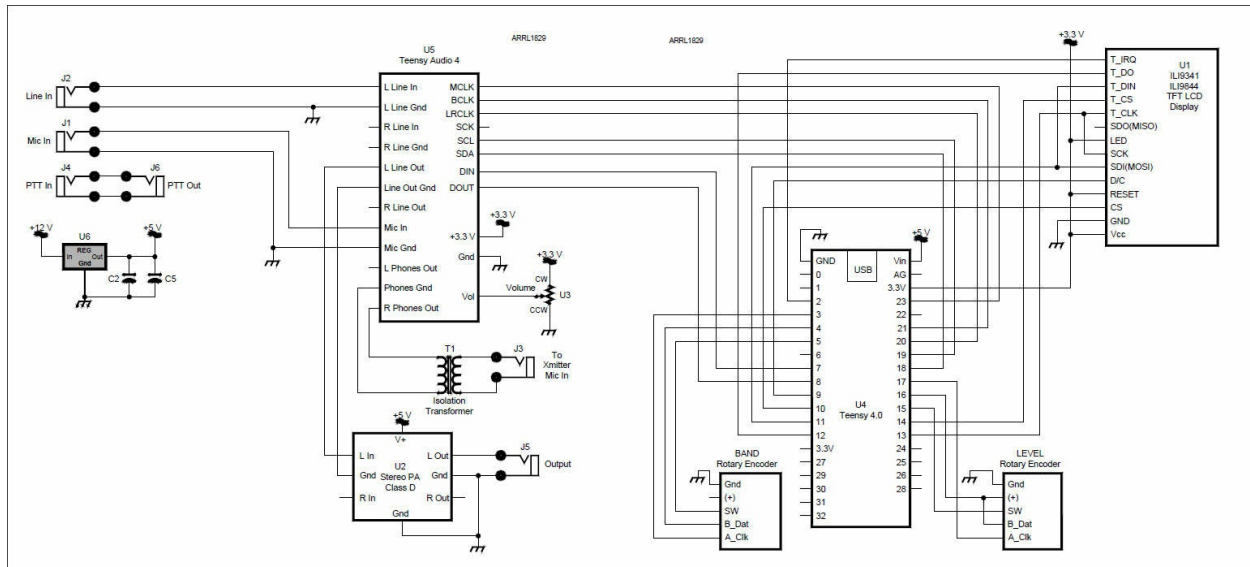 ARRL1829
ARRL1829
J2
Line In
J1
Mic In
J4
J6
PTT In
PTT Out
+12 V
U6
+5 V
REG
In
Out
Gnd
C2
C5
U5
Teensy Audio 4
L Line In
L Line Gnd
R Line In
R Line Gnd
L Line Out
Line Out Gnd
R Line Out
Mic In
Mic Gnd
L Phones Out
Phones Gnd
R Phones Out
MCLK
BCLK
LRCLK
SCK
SCL
SDA
DIN
DOUT
+3.3 V
Gnd
Vol
+3.3 V
+3.3 V
CW
Volume
U3
CCW
T1
Isolation
Transformer
J3
To
Xmitter
Mic In
+5 V
V+
L In
Gnd
R In
U2
Stereo PA
Class D
L Out
Gnd
R Out
Gnd
J5
Output
+5 V
USB
GND
0
1
2
3
4
5
6
7
8
9
10
11
12
3.3V
27
29
30
31
32
U4
Teensy 4.0
Vin
AG
3.3V
23
22
21
20
19
18
17
16
15
14
13
24
25
26
28
BAND
Rotary Encoder
Gnd
(+)
SW
B_Dat
A_Clk
LEVEL
Rotary Encoder
Gnd
(+)
SW
B_Dat
A_Clk
+3.3 V
T_IRQ
T_DO
T_DIN
T_CS
T_CLK
SDO(MISO)
LED
SCK
SDI(MOSI)
D/C
RESET
CS
GND
Vcc
U1
ILI9341
ILI9844
TFT LCD
Display